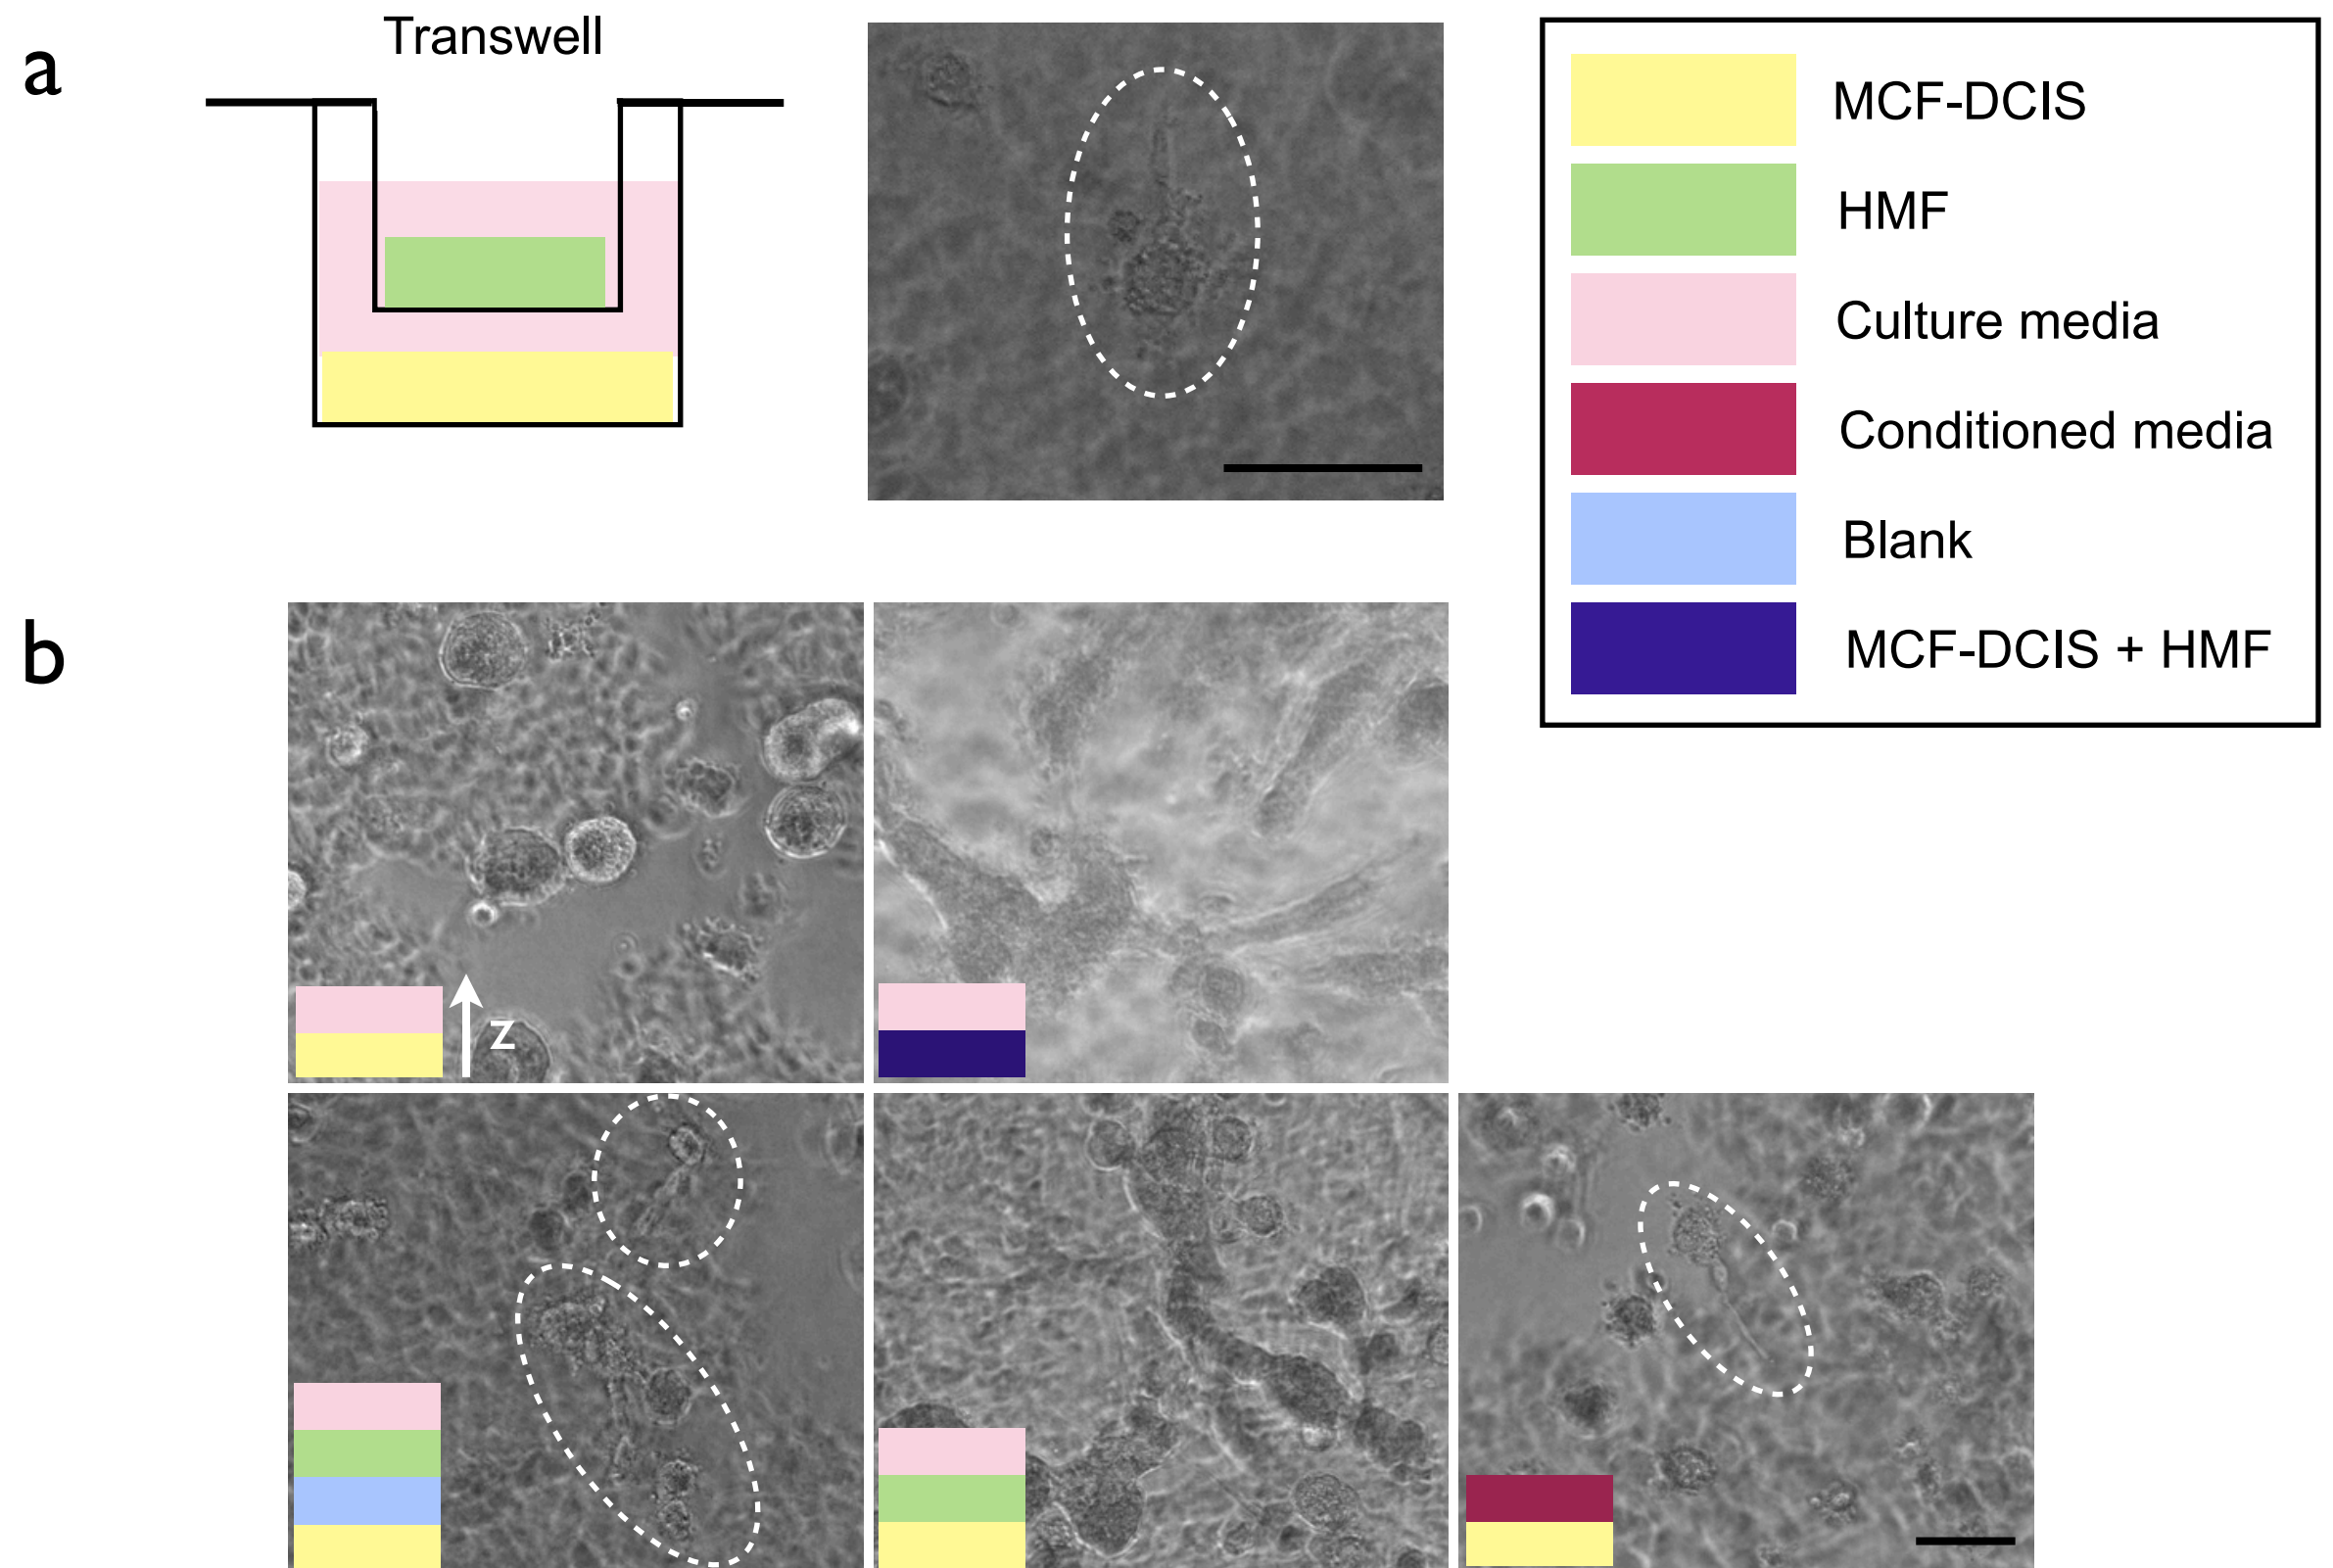 a
Transwell
MCF-DCIS
HMF
Culture media
Conditioned media
Blank
MCF-DCIS + HMF
b
z